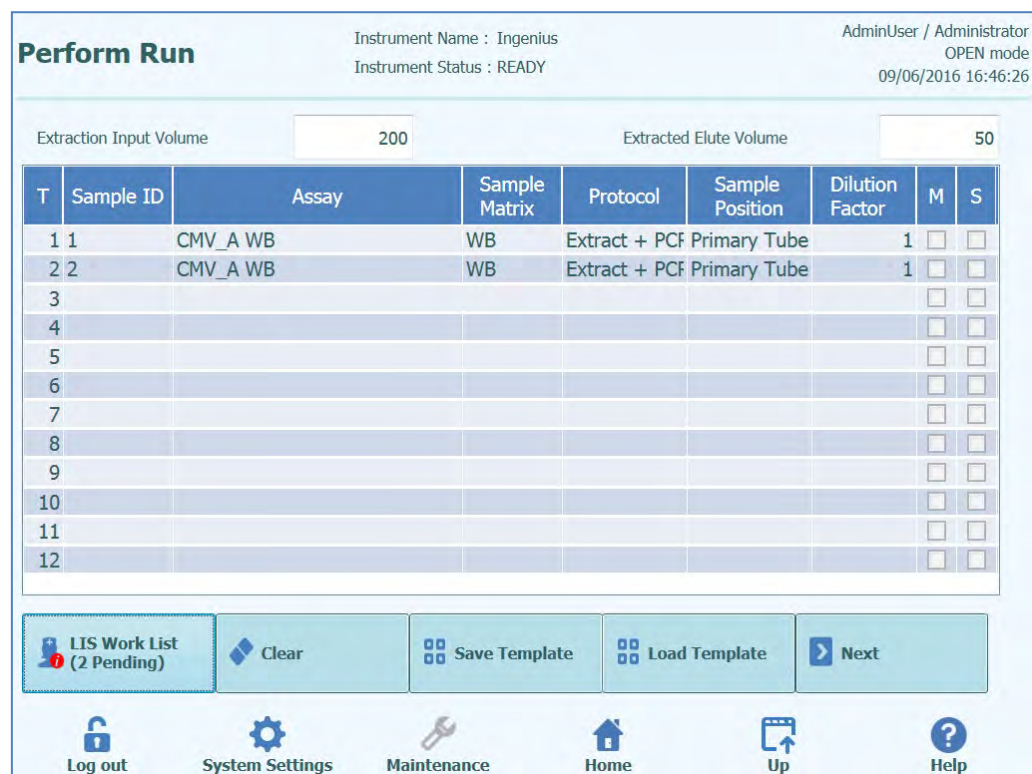 Perform Run
Instrument Name : Ingenius
Instrument Status : READY
AdminUser / Administrator
OPEN mode
09/06/2016 16:46:26
Extraction Input Volume 200 Extracted Elute Volume 50
T Sample ID Assay Sample Matrix Protocol Sample Position Dilution Factor M S
1 1 CMV_A WB WB Extract + PCF Primary Tube 1
2 2 CMV_A WB WB Extract + PCF Primary Tube 1
3
4
5
6
7
8
9
10
11
12
LIS Work List
(2 Pending)
Clear
Save Template
Load Template
Next
Log out System Settings Maintenance Home Up Help